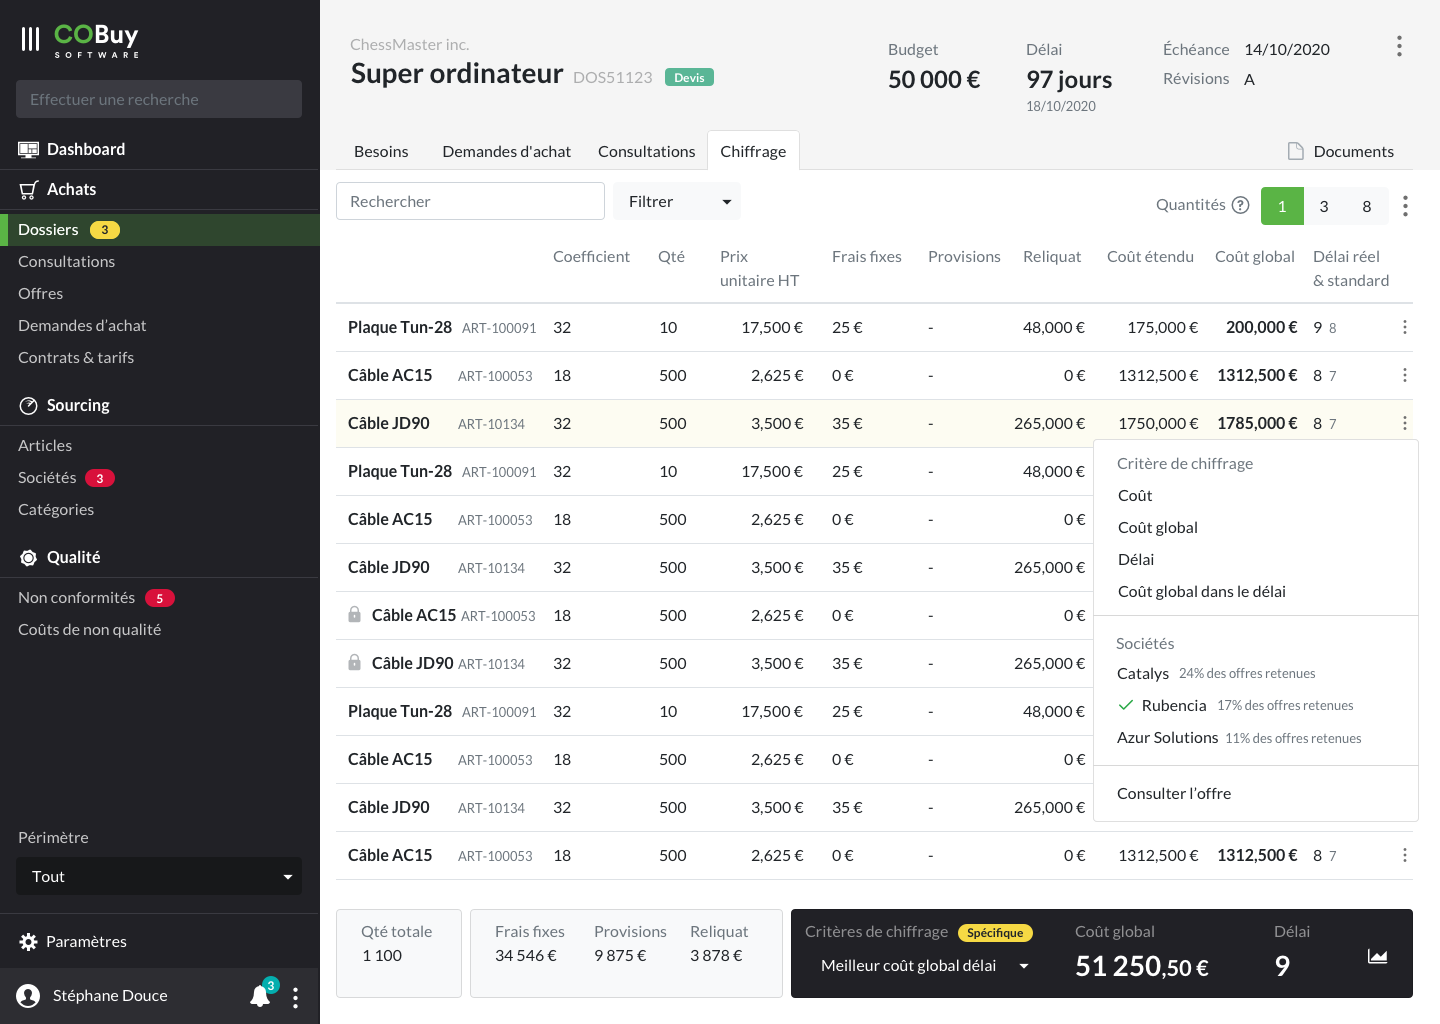 COBuy
SOFTWARE
Effectuer une recherche
Dashboard
Achats
Dossiers 3
Consultations
Offres
Demandes d’achat
Contrats & tarifs
Sourcing
Articles
Sociétés 3
Catégories
Qualité
Non conformités 5
Coûts de non qualité
Périmètre
Tout
Paramètres
Stéphane Douce 3
ChessMaster inc.
Super ordinateur DOS51123 Devis
Budget
50 000 €
Délai
97 jours
18/10/2020
Échéance 14/10/2020
Révisions A
Besoins Demandes d'achat Consultations Chiffrage Documents
Rechercher Filtrer Quantités ? 1 3 8
Coefficient Qté Prix unitaire HT Frais fixes Provisions Reliquat Coût étendu Coût global Délai réel & standard
Plaque Tun-28 ART-100091 32 10 17,500 € 25 € - 48,000 € 175,000 € 200,000 € 9 8
Câble AC15 ART-100053 18 500 2,625 € 0 € - 0 € 1312,500 € 1312,500 € 8 7
Câble JD90 ART-10134 32 500 3,500 € 35 € - 265,000 € 1750,000 € 1785,000 € 8 7
Plaque Tun-28 ART-100091 32 10 17,500 € 25 € - 48,000 €
Câble AC15 ART-100053 18 500 2,625 € 0 € - 0 €
Câble JD90 ART-10134 32 500 3,500 € 35 € - 265,000 €
Câble AC15 ART-100053 18 500 2,625 € 0 € - 0 €
Câble JD90 ART-10134 32 500 3,500 € 35 € - 265,000 €
Plaque Tun-28 ART-100091 32 10 17,500 € 25 € - 48,000 €
Câble AC15 ART-100053 18 500 2,625 € 0 € - 0 €
Câble JD90 ART-10134 32 500 3,500 € 35 € - 265,000 €
Câble AC15 ART-100053 18 500 2,625 € 0 € - 0 € 1312,500 € 1312,500 € 8 7
Critère de chiffrage
Coût
Coût global
Délai
Coût global dans le délai
Sociétés
Catalys 24% des offres retenues
Rubencia 17% des offres retenues
Azur Solutions 11% des offres retenues
Consulter l’offre
Qté totale
1 100
Frais fixes Provisions Reliquat
34 546 € 9 875 € 3 878 €
Critères de chiffrage Spécifique Coût global Délai
Meilleur coût global délai 51 250,50 € 9